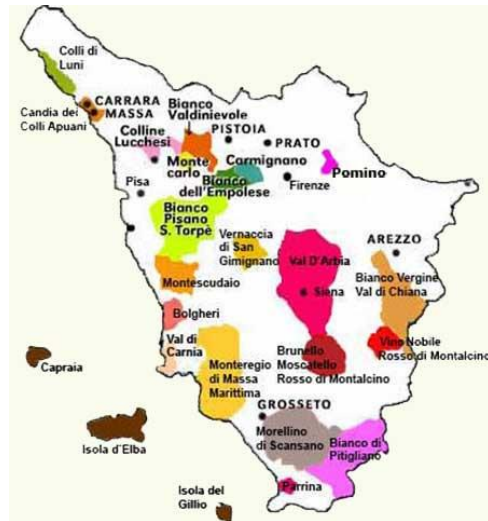 Colli di
Luni
CARRARA
MASSA
Candia dei
Colli Apuani
Bianco
Valdinievole
PISTOIA
PRATO
Colline
Lucchesi
Monte
carlo
Carmignano
Pomino
Bianco
dell'Empolese
Firenze
Pisa
Bianco
Pisano
S. Torpè
Vernaccia
di San
Gimignano
Val D'Arbia
AREZZO
Bianco Vergine
Val di Chiana
Montescudaio
Siena
Bolgheri
Vino Nobile
Rosso di Montalcino
Val di
Carnia
Brunello
Moscatello
Rosso di Montalcino
Capraia
Monteregio
di Massa
Marittima
GROSSETO
Morellino
di Scansano
Bianco di
Pitigliano
Isola d'Elba
Parrina
Isola del
Gillio